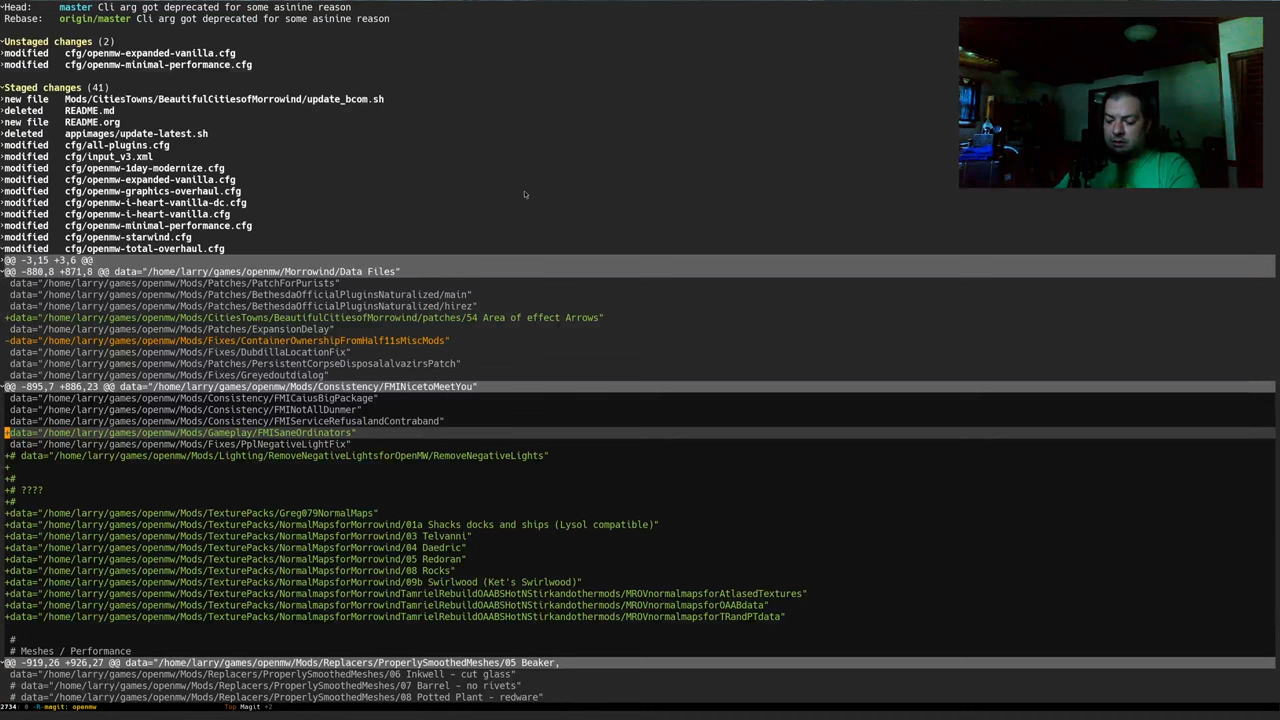 Head:     master Cli arg got deprecated for some asinine reason
Rebase:   origin/master Cli arg got deprecated for some asinine reason
Unstaged changes (2)
modified   cfg/openmw-expanded-vanilla.cfg
modified   cfg/openmw-minimal-performance.cfg
Staged changes (41)
new file   Mods/CitiesTowns/BeautifulCitiesofMorrowind/update_bcom.sh
deleted    README.md
new file   README.org
deleted    appimages/update-latest.sh
modified   cfg/all-plugins.cfg
modified   cfg/input_v3.xml
modified   cfg/openmw-1day-modernize.cfg
modified   cfg/openmw-expanded-vanilla.cfg
modified   cfg/openmw-graphics-overhaul.cfg
modified   cfg/openmw-i-heart-vanilla-dc.cfg
modified   cfg/openmw-i-heart-vanilla.cfg
modified   cfg/openmw-minimal-performance.cfg
modified   cfg/openmw-starwind.cfg
modified   cfg/openmw-total-overhaul.cfg
@@ -3,15 +3,6 @@
@@ -880,8 +871,8 @@ data="/home/larry/games/openmw/Morrowind/Data Files"
 data="/home/larry/games/openmw/Mods/Patches/PatchForPurists"
 data="/home/larry/games/openmw/Mods/Patches/BethesdaOfficialPluginsNaturalized/main"
 data="/home/larry/games/openmw/Mods/Patches/BethesdaOfficialPluginsNaturalized/hirez"
+data="/home/larry/games/openmw/Mods/CitiesTowns/BeautifulCitiesofMorrowind/patches/54 Area of effect Arrows"
 data="/home/larry/games/openmw/Mods/Patches/ExpansionDelay"
-data="/home/larry/games/openmw/Mods/Fixes/ContainerOwnershipFromHalf11sMiscMods"
 data="/home/larry/games/openmw/Mods/Fixes/DubdillaLocationFix"
 data="/home/larry/games/openmw/Mods/Patches/PersistentCorpseDisposalalvazirsPatch"
 data="/home/larry/games/openmw/Mods/Fixes/Greyedoutdialog"
@@ -895,7 +886,23 @@ data="/home/larry/games/openmw/Mods/Consistency/FMINicetoMeetYou"
 data="/home/larry/games/openmw/Mods/Consistency/FMICaiusBigPackage"
 data="/home/larry/games/openmw/Mods/Consistency/FMINotAllDunmer"
 data="/home/larry/games/openmw/Mods/Consistency/FMIServiceRefusalandContraband"
+data="/home/larry/games/openmw/Mods/Gameplay/FMISaneOrdinators"
 data="/home/larry/games/openmw/Mods/Fixes/PplNegativeLightFix"
+# data="/home/larry/games/openmw/Mods/Lighting/RemoveNegativeLightsforOpenMW/RemoveNegativeLights"
+
+#
+# ????
+#
+data="/home/larry/games/openmw/Mods/TexturePacks/Greg079NormalMaps"
+data="/home/larry/games/openmw/Mods/TexturePacks/NormalMapsforMorrowind/01a Shacks docks and ships (Lysol compatible)"
+data="/home/larry/games/openmw/Mods/TexturePacks/NormalMapsforMorrowind/03 Telvanni"
+data="/home/larry/games/openmw/Mods/TexturePacks/NormalMapsforMorrowind/04 Daedric"
+data="/home/larry/games/openmw/Mods/TexturePacks/NormalMapsforMorrowind/05 Redoran"
+data="/home/larry/games/openmw/Mods/TexturePacks/NormalMapsforMorrowind/08 Rocks"
+data="/home/larry/games/openmw/Mods/TexturePacks/NormalMapsforMorrowind/09b Swirlwood (Ket's Swirlwood)"
+data="/home/larry/games/openmw/Mods/TexturePacks/NormalmapsforMorrowindTamrielRebuildOAABSHotNStirkandothermods/MROVnormalmapsforAtlasedTextures"
+data="/home/larry/games/openmw/Mods/TexturePacks/NormalmapsforMorrowindTamrielRebuildOAABSHotNStirkandothermods/MROVnormalmapsforOAABdata"
+data="/home/larry/games/openmw/Mods/TexturePacks/NormalmapsforMorrowindTamrielRebuildOAABSHotNStirkandothermods/MROVnormalmapsforTRandPTdata"
 #
 # Meshes / Performance
@@ -919,26 +926,27 @@ data="/home/larry/games/openmw/Mods/Replacers/ProperlySmoothedMeshes/05 Beaker,
 data="/home/larry/games/openmw/Mods/Replacers/ProperlySmoothedMeshes/06 Inkwell - cut glass"
 # data="/home/larry/games/openmw/Mods/Replacers/ProperlySmoothedMeshes/07 Barrel - no rivets"
 # data="/home/larry/games/openmw/Mods/Replacers/ProperlySmoothedMeshes/08 Potted Plant - redware"
2734: 0 -R-magit: openmw     Top Magit +2